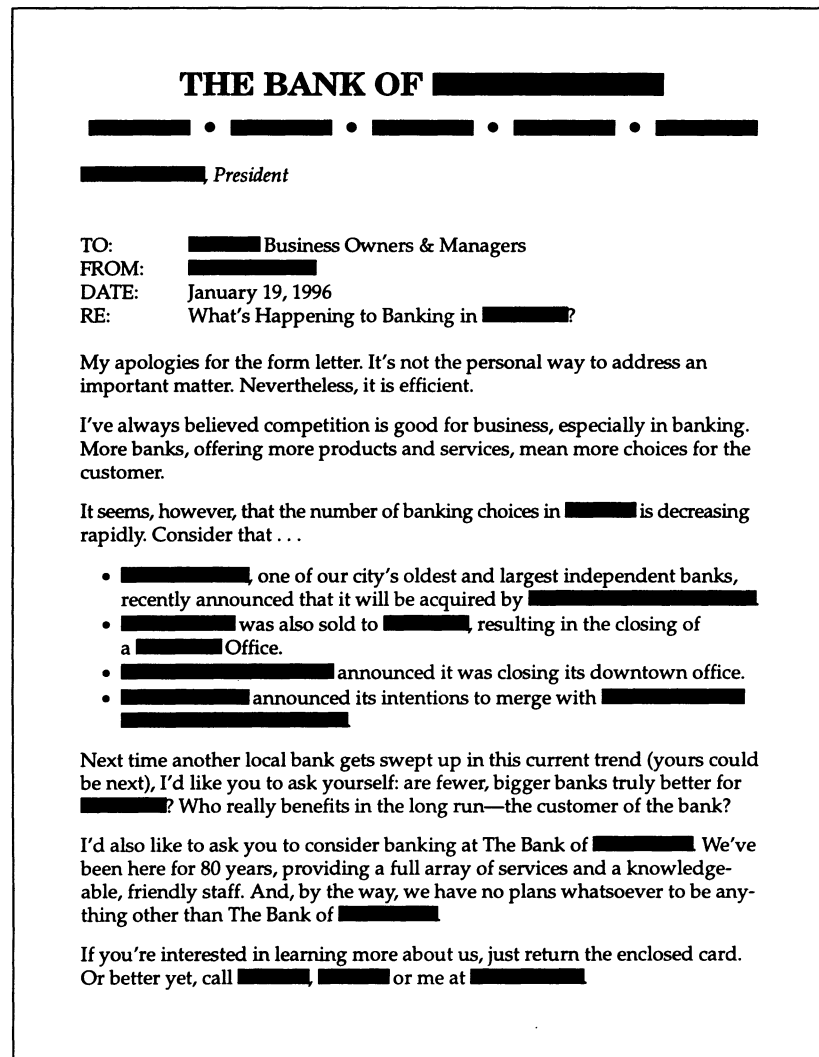 THE BANK OF
• • • •
, President
TO: Business Owners & Managers
FROM:
DATE: January 19, 1996
RE: What's Happening to Banking in ?
My apologies for the form letter. It's not the personal way to address an
important matter. Nevertheless, it is efficient.
I've always believed competition is good for business, especially in banking.
More banks, offering more products and services, mean more choices for the
customer.
It seems, however, that the number of banking choices in is decreasing
rapidly. Consider that . . .
• , one of our city's oldest and largest independent banks,
recently announced that it will be acquired by .
• was also sold to , resulting in the closing of
a Office.
• announced it was closing its downtown office.
• announced its intentions to merge with
.
Next time another local bank gets swept up in this current trend (yours could
be next), I'd like you to ask yourself: are fewer, bigger banks truly better for
? Who really benefits in the long run—the customer of the bank?
I'd also like to ask you to consider banking at The Bank of . We've
been here for 80 years, providing a full array of services and a knowledge-
able, friendly staff. And, by the way, we have no plans whatsoever to be any-
thing other than The Bank of .
If you're interested in learning more about us, just return the enclosed card.
Or better yet, call , or me at .